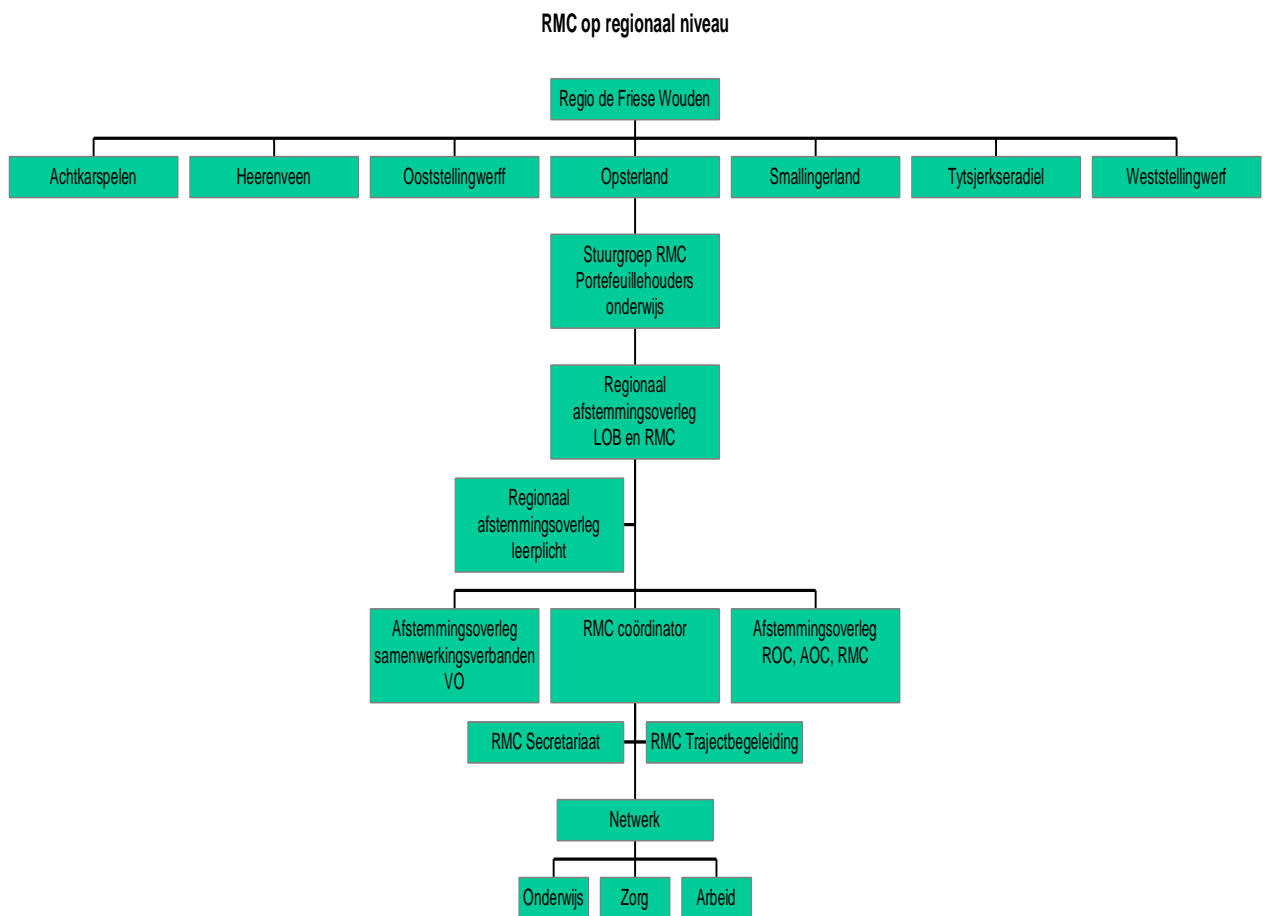 RMC op regionaal niveau
Regio de Friese Wouden
Achtkarspelen
Heerenveen
Ooststellingwerff
Opsterland
Smallingerland
Tytsjerkseradiel
Weststellingwerf
Stuurgroep RMC
Portefeuillehouders
onderwijs
Regionaal
afstemmingsoverleg
LOB en RMC
Regionaal
afstemmingsoverleg
leerplicht
Afstemmingsoverleg
samenwerkingsverbanden
VO
RMC coördinator
Afstemmingsoverleg
ROC, AOC, RMC
RMC Secretariaat
RMC Trajectbegeleiding
Netwerk
Onderwijs
Zorg
Arbeid